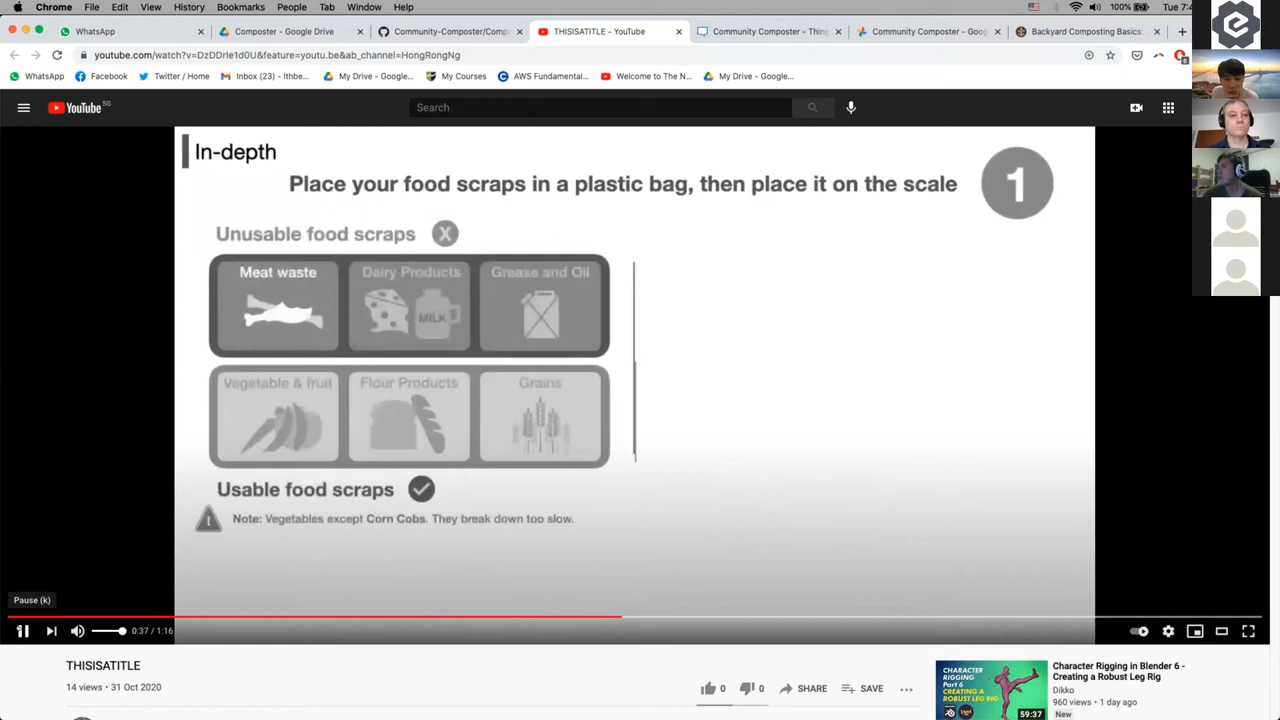 Chrome File Edit View History Bookmarks People Tab Window Help 100% Tue 7:4
WhatsApp × Composter - Google Drive × Community-Composter/Comp × THISISATITLE - YouTube × Community Composter - Thing × Community Composter - Goog × Backyard Composting Basics: × +
youtube.com/watch?v=DzDDrIe1d0U&feature=youtu.be&ab_channel=HongRongNg
WhatsApp Facebook Twitter / Home Inbox (23) - lthbe... My Drive - Google... My Courses AWS Fundamental... Welcome to The N... My Drive - Google...
YouTube SG Search
In-depth
Place your food scraps in a plastic bag, then place it on the scale 1
Unusable food scraps X
Meat waste Dairy Products Grease and Oil
MILK
Vegetable & fruit Flour Products Grains
Usable food scraps
! Note: Vegetables except Corn Cobs. They break down too slow.
Pause (k)
0:37 / 1:16
THISISATITLE
14 views • 31 Oct 2020
0 0 SHARE SAVE ...
CHARACTER RIGGING
Part 6
CREATING A
ROBUST LEG RIG
59:37
Character Rigging in Blender 6 -
Creating a Robust Leg Rig
Dikko
960 views • 1 day ago
New